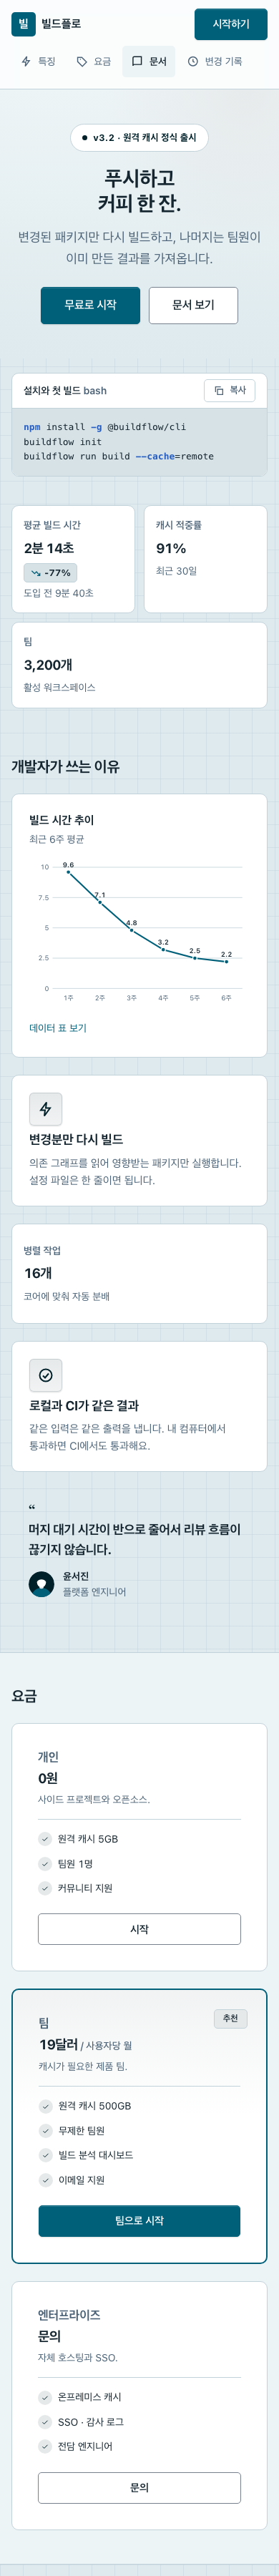 빌 빌드플로
시작하기
특징 요금 문서 변경 기록
v3.2 · 원격 캐시 정식 출시
푸시하고
커피 한 잔.
변경된 패키지만 다시 빌드하고, 나머지는 팀원이
이미 만든 결과를 가져옵니다.
무료로 시작 문서 보기
설치와 첫 빌드 bash 복사
npm install -g @buildflow/cli
buildflow init
buildflow run build --cache=remote
평균 빌드 시간
2분 14초
-77%
도입 전 9분 40초
캐시 적중률
91%
최근 30일
팀
3,200개
활성 워크스페이스
개발자가 쓰는 이유
빌드 시간 추이
최근 6주 평균
10
7.5
5
2.5
0
9.6
7.1
4.8
3.2
2.5
2.2
1주 2주 3주 4주 5주 6주
데이터 표 보기
변경분만 다시 빌드
의존 그래프를 읽어 영향받는 패키지만 실행합니다.
설정 파일은 한 줄이면 됩니다.
병렬 작업
16개
코어에 맞춰 자동 분배
로컬과 CI가 같은 결과
같은 입력은 같은 출력을 냅니다. 내 컴퓨터에서
통과하면 CI에서도 통과해요.
“
머지 대기 시간이 반으로 줄어서 리뷰 흐름이
끊기지 않습니다.
윤서진
플랫폼 엔지니어
요금
개인
0원
사이드 프로젝트와 오픈소스.
원격 캐시 5GB
팀원 1명
커뮤니티 지원
시작
팀
추천
19달러 / 사용자당 월
캐시가 필요한 제품 팀.
원격 캐시 500GB
무제한 팀원
빌드 분석 대시보드
이메일 지원
팀으로 시작
엔터프라이즈
문의
자체 호스팅과 SSO.
온프레미스 캐시
SSO · 감사 로그
전담 엔지니어
문의